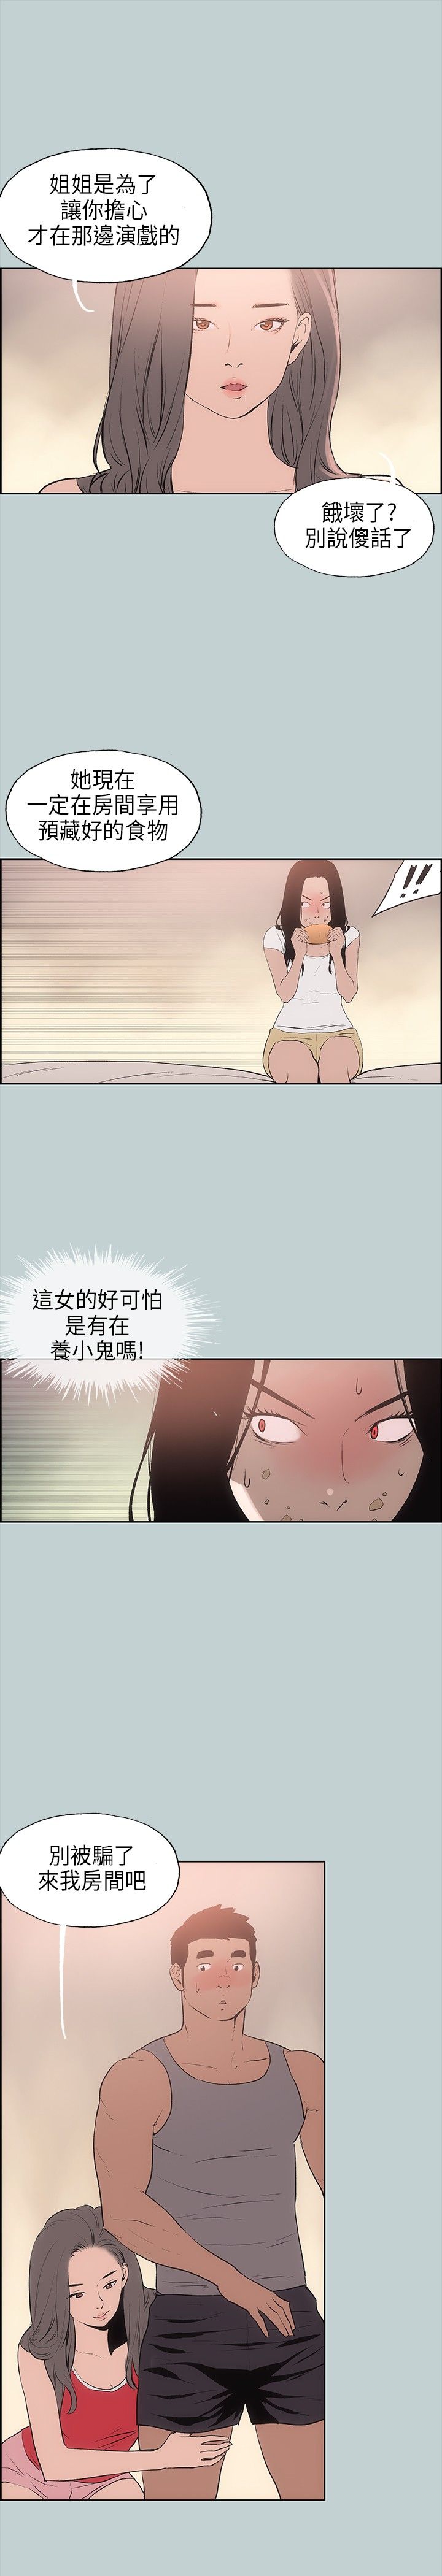 姐姐是為了
讓你擔心
才在那邊演戲的
餓壞了?
別說傻話了
她現在
一定在房間享用
預藏好的食物
!!
這女的好可怕
是有在
養小鬼嗎!
別被騙了
來我房間吧